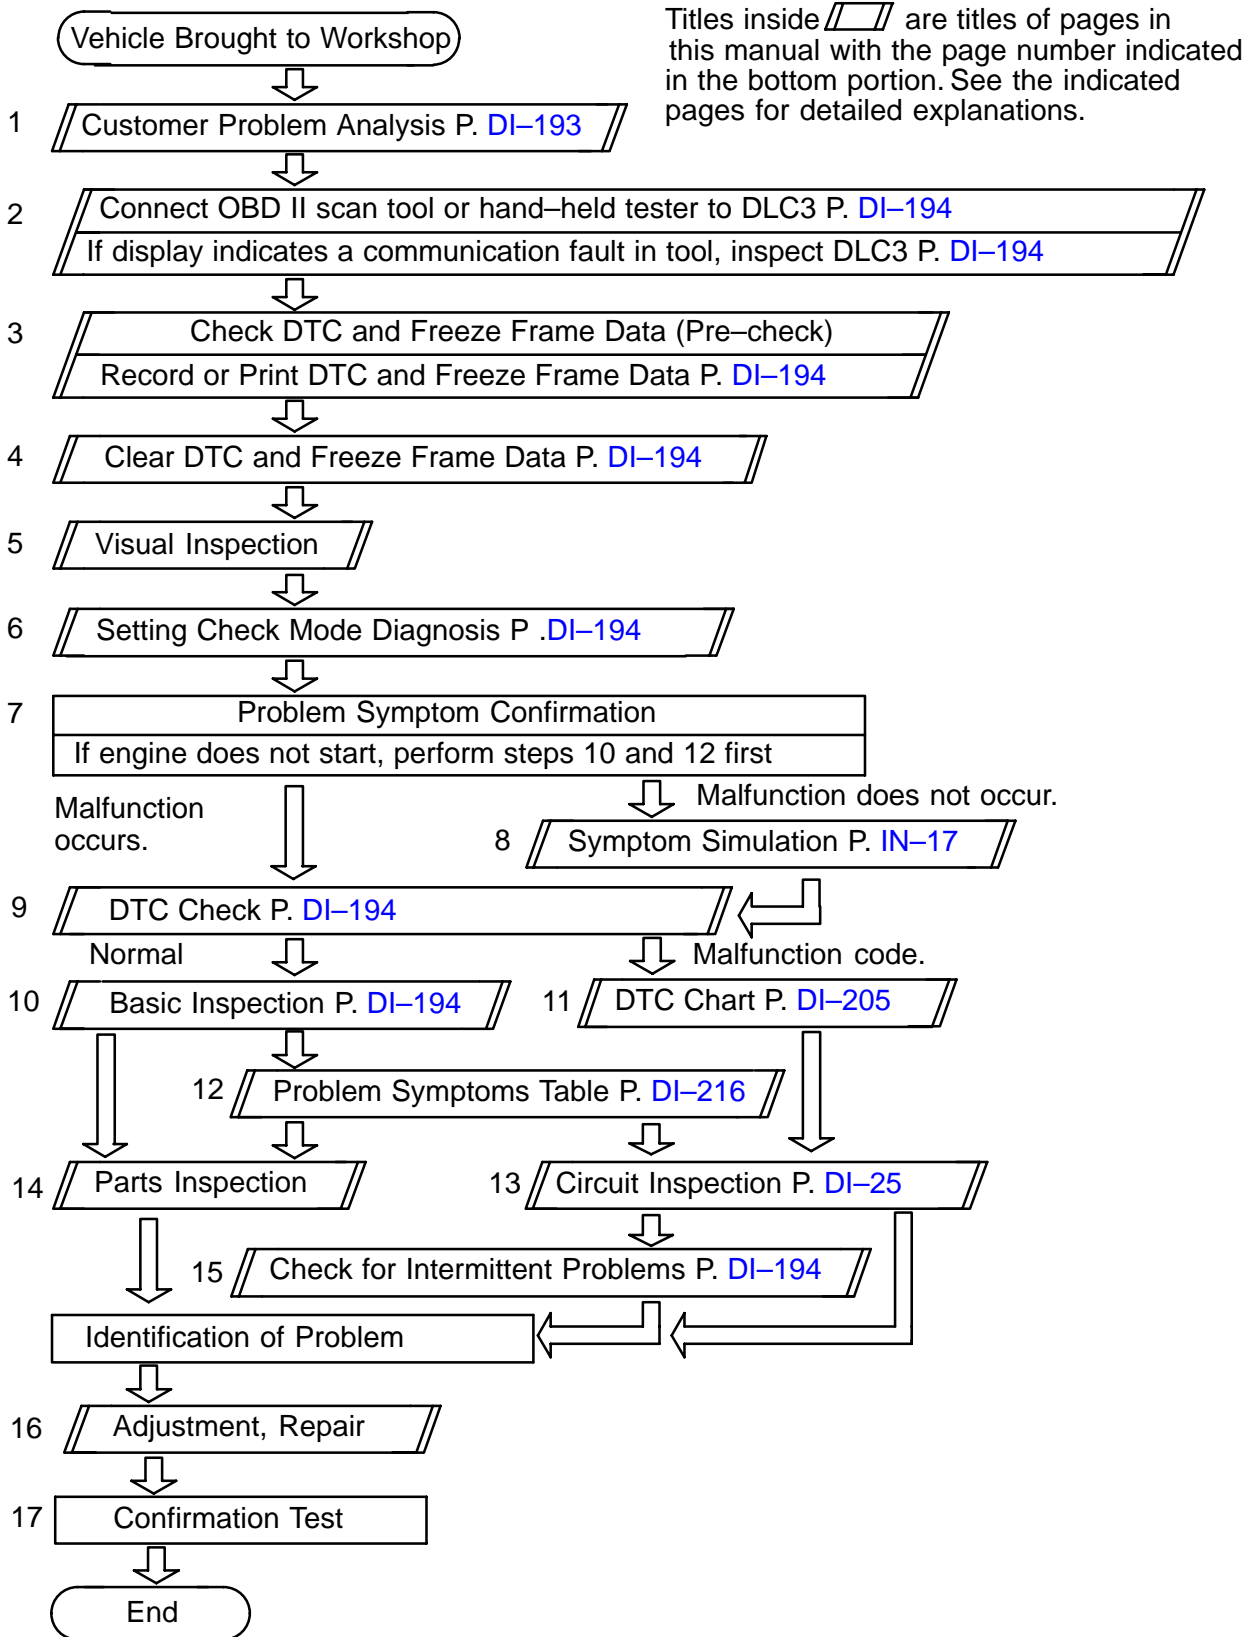 Vehicle Brought to Workshop
Titles inside are titles of pages in
this manual with the page number indicated
in the bottom portion. See the indicated
pages for detailed explanations.
1
Customer Problem Analysis P. DI–193
2
Connect OBD II scan tool or hand–held tester to DLC3 P. DI–194
If display indicates a communication fault in tool, inspect DLC3 P. DI–194
3
Check DTC and Freeze Frame Data (Pre–check)
Record or Print DTC and Freeze Frame Data P. DI–194
4
Clear DTC and Freeze Frame Data P. DI–194
5
Visual Inspection
6
Setting Check Mode Diagnosis P .DI–194
7
Problem Symptom Confirmation
If engine does not start, perform steps 10 and 12 first
Malfunction
occurs.
Malfunction does not occur.
8
Symptom Simulation P. IN–17
9
DTC Check P. DI–194
Normal
Malfunction code.
10
Basic Inspection P. DI–194
11
DTC Chart P. DI–205
12
Problem Symptoms Table P. DI–216
14
Parts Inspection
13
Circuit Inspection P. DI–25
15
Check for Intermittent Problems P. DI–194
Identification of Problem
16
Adjustment, Repair
17
Confirmation Test
End